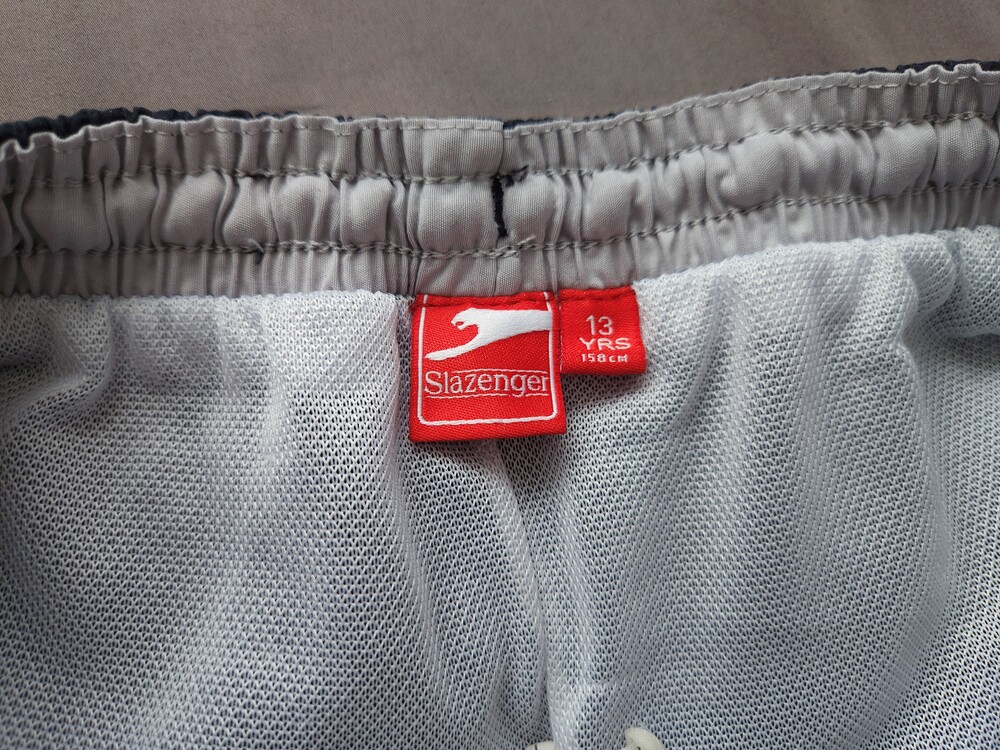 Slazenger
13
YRS
158cm